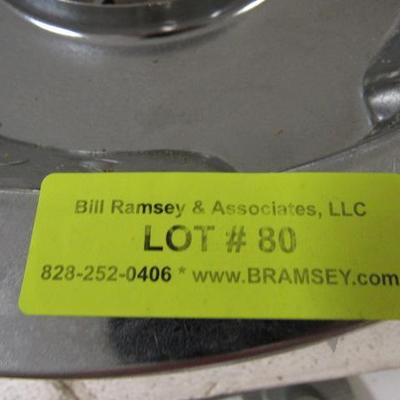 Bill Ramsey & Associates, LLC
LOT # 80
828-252-0406 * www.BRAMSEY.com